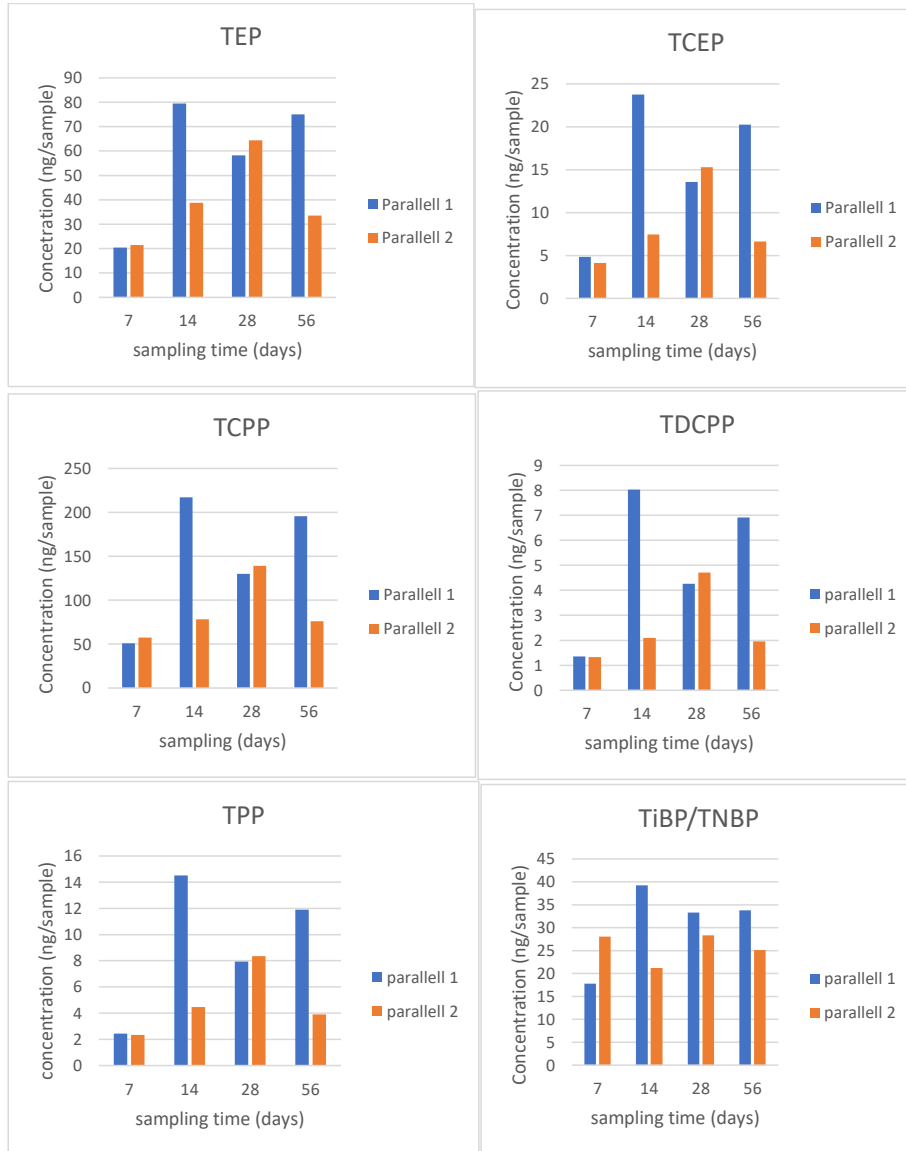 TEP
Concetration (ng/sample)
90
80
70
60
50
40
30
20
10
0
7 14 28 56
sampling time (days)
Parallell 1
Parallell 2
TCEP
Concentration (ng/sample)
25
20
15
10
5
0
7 14 28 56
sampling time (days)
Parallell 1
Parallell 2
TCPP
Concentration (ng/sample)
250
200
150
100
50
0
7 14 28 56
sampling (days)
Parallell 1
Parallell 2
TDCPP
Concentration (ng/sample)
9
8
7
6
5
4
3
2
1
0
7 14 28 56
sampling time (days)
parallell 1
parallell 2
TPP
concentration (ng/sample)
16
14
12
10
8
6
4
2
0
7 14 28 56
sampling time (days)
parallell 1
parallell 2
TiBP/TNBP
Concentration (ng/sample)
45
40
35
30
25
20
15
10
5
0
7 14 28 56
sampling time (days)
parallell 1
parallell 2